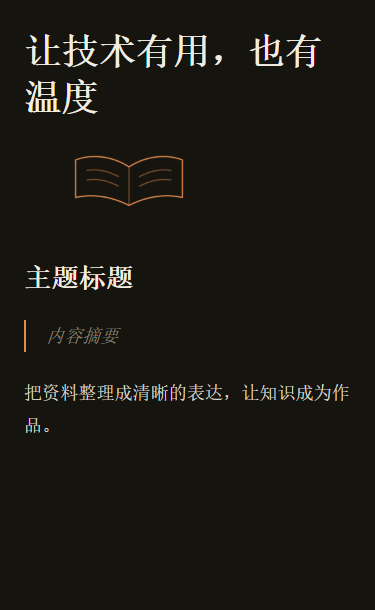 让技术有用，也有
温度
主题标题
内容摘要
把资料整理成清晰的表达，让知识成为作
品。